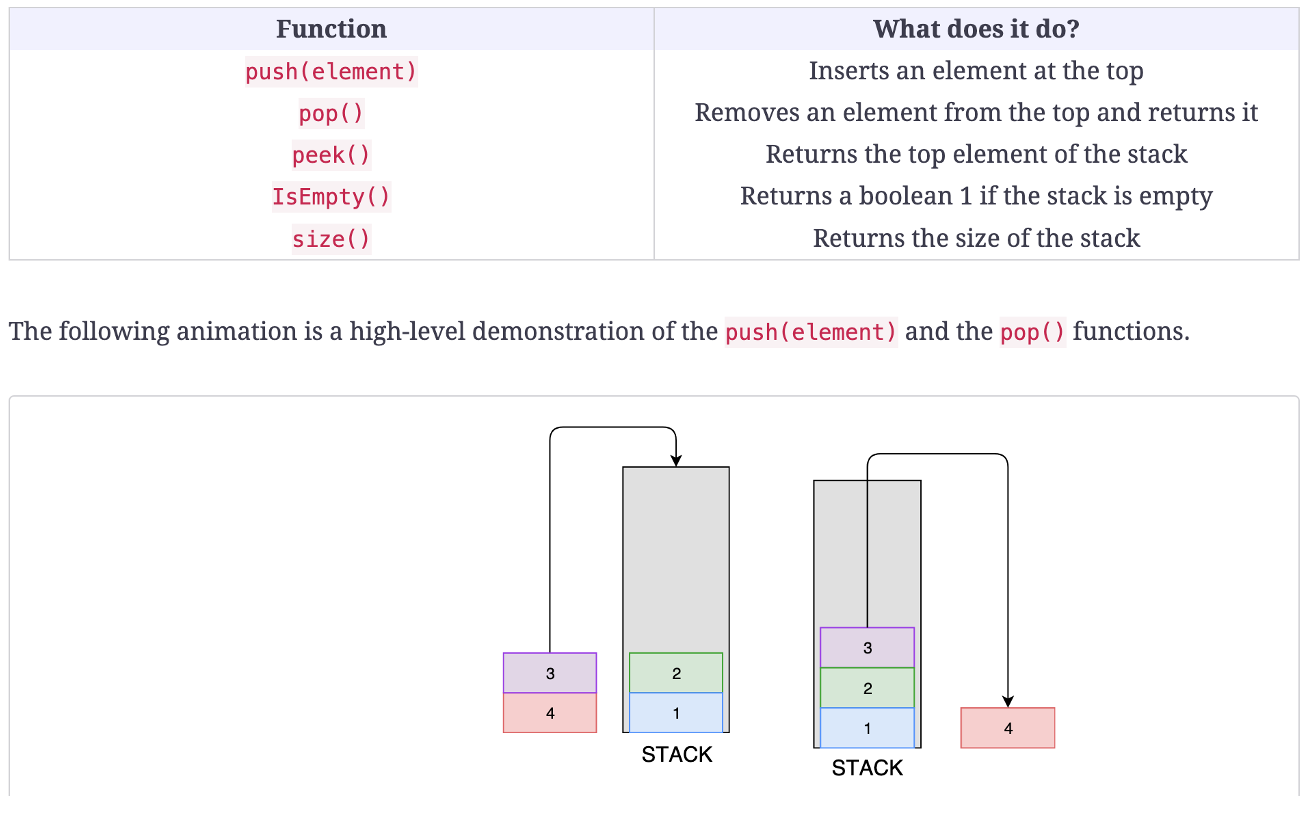 Function What does it do?
push(element) Inserts an element at the top
pop() Removes an element from the top and returns it
peek() Returns the top element of the stack
IsEmpty() Returns a boolean 1 if the stack is empty
size() Returns the size of the stack
The following animation is a high-level demonstration of the push(element) and the pop() functions.
3
4
2
1
STACK
3
2
1
STACK
4